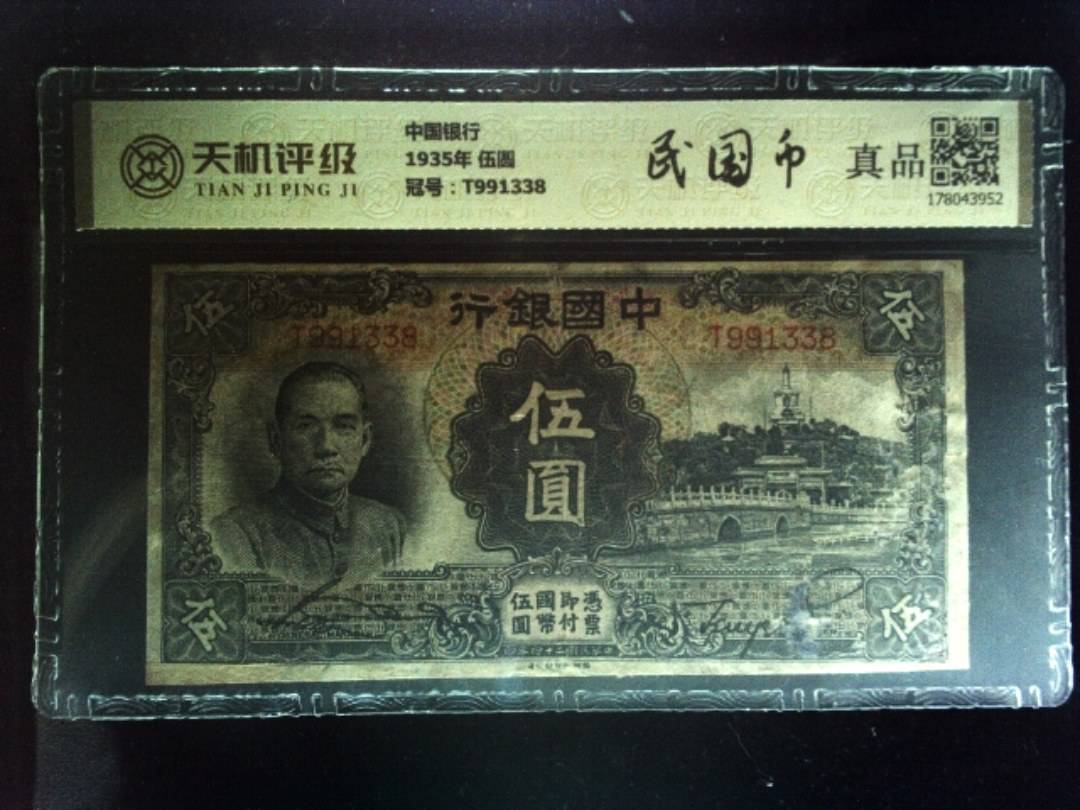 天机评级
TIAN JI PING JI
中国银行
1935年 伍圆
冠号：T991338
民国币
真品
178043952
行銀國中
伍
伍
T991338
T991338
伍
圓
伍
伍
憑票
即付
國幣
伍圓